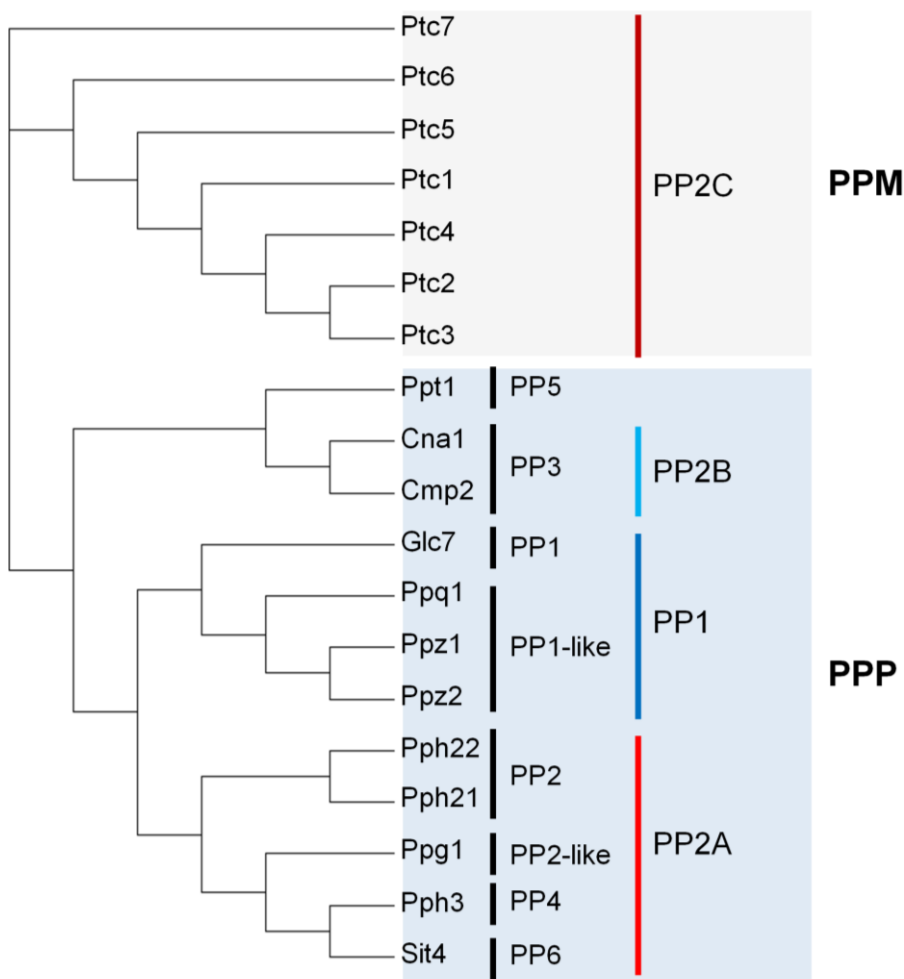 Ptc7
Ptc6
Ptc5
Ptc1
PP2C
PPM
Ptc4
Ptc2
Ptc3
Ppt1
PP5
Cna1
PP3
PP2B
Cmp2
Glc7
PP1
Ppq1
Ppz1
PP1-like
PP1
Ppz2
PPP
Pph22
PP2
Pph21
Ppg1
PP2-like
PP2A
Pph3
PP4
Sit4
PP6